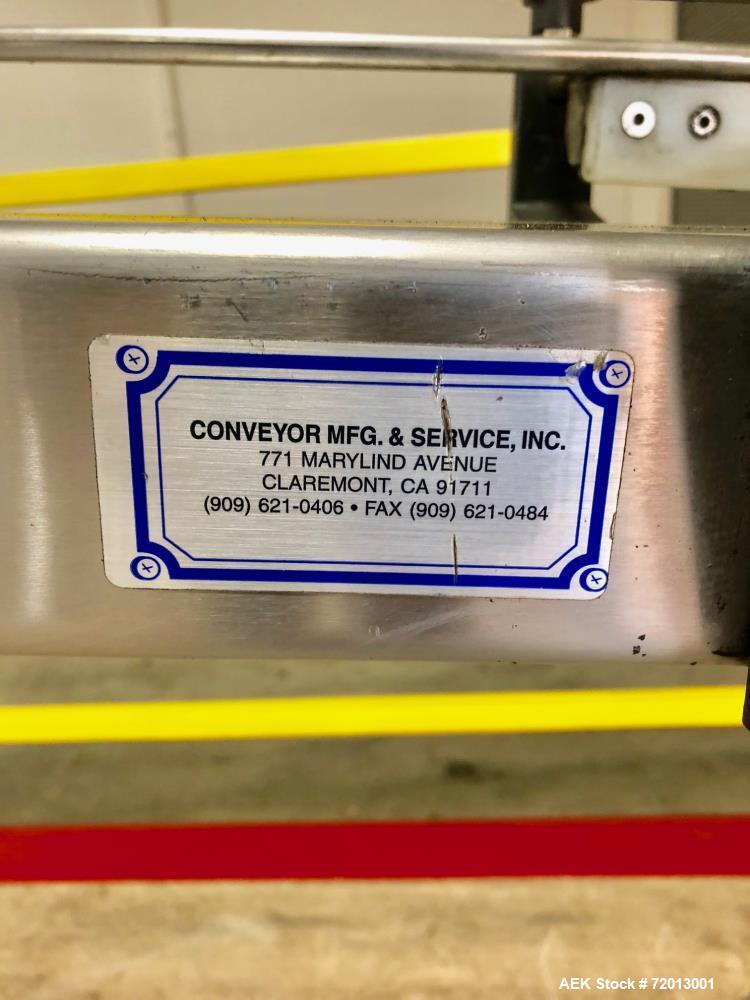 CONVEYOR MFG. & SERVICE, INC.
771 MARYLIND AVENUE
CLAREMONT, CA 91711
(909) 621-0406 • FAX (909) 621-0484
AEK Stock # 72013001